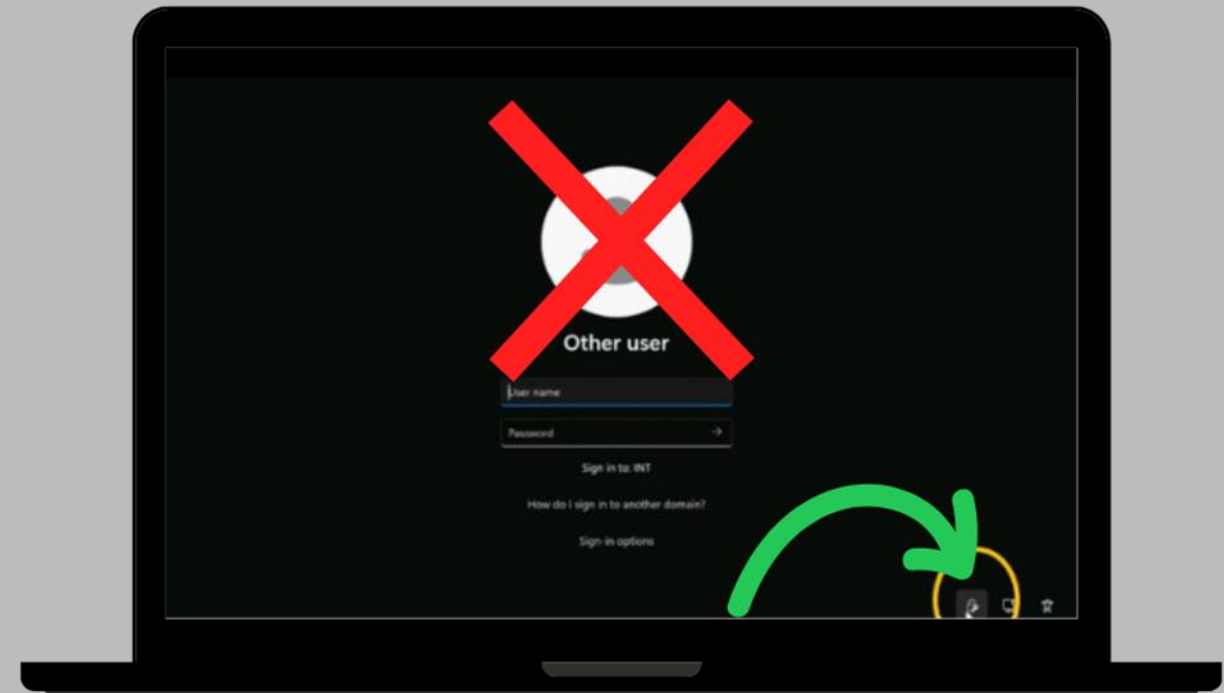 Other user
User name
Password
Sign in to: INT
How do I sign in to another domain?
Sign-in options